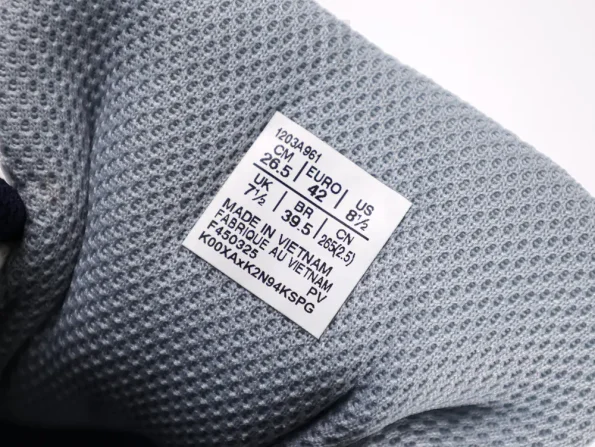 1203A961
CM | EURO | US
26.5 | 42 | 8½
UK | BR | CN
7½ | 39.5 | 265(2.5)
MADE IN VIETNAM
FABRIQUE AU VIETNAM
F450325 PV
K00XAxK2N94KSPG